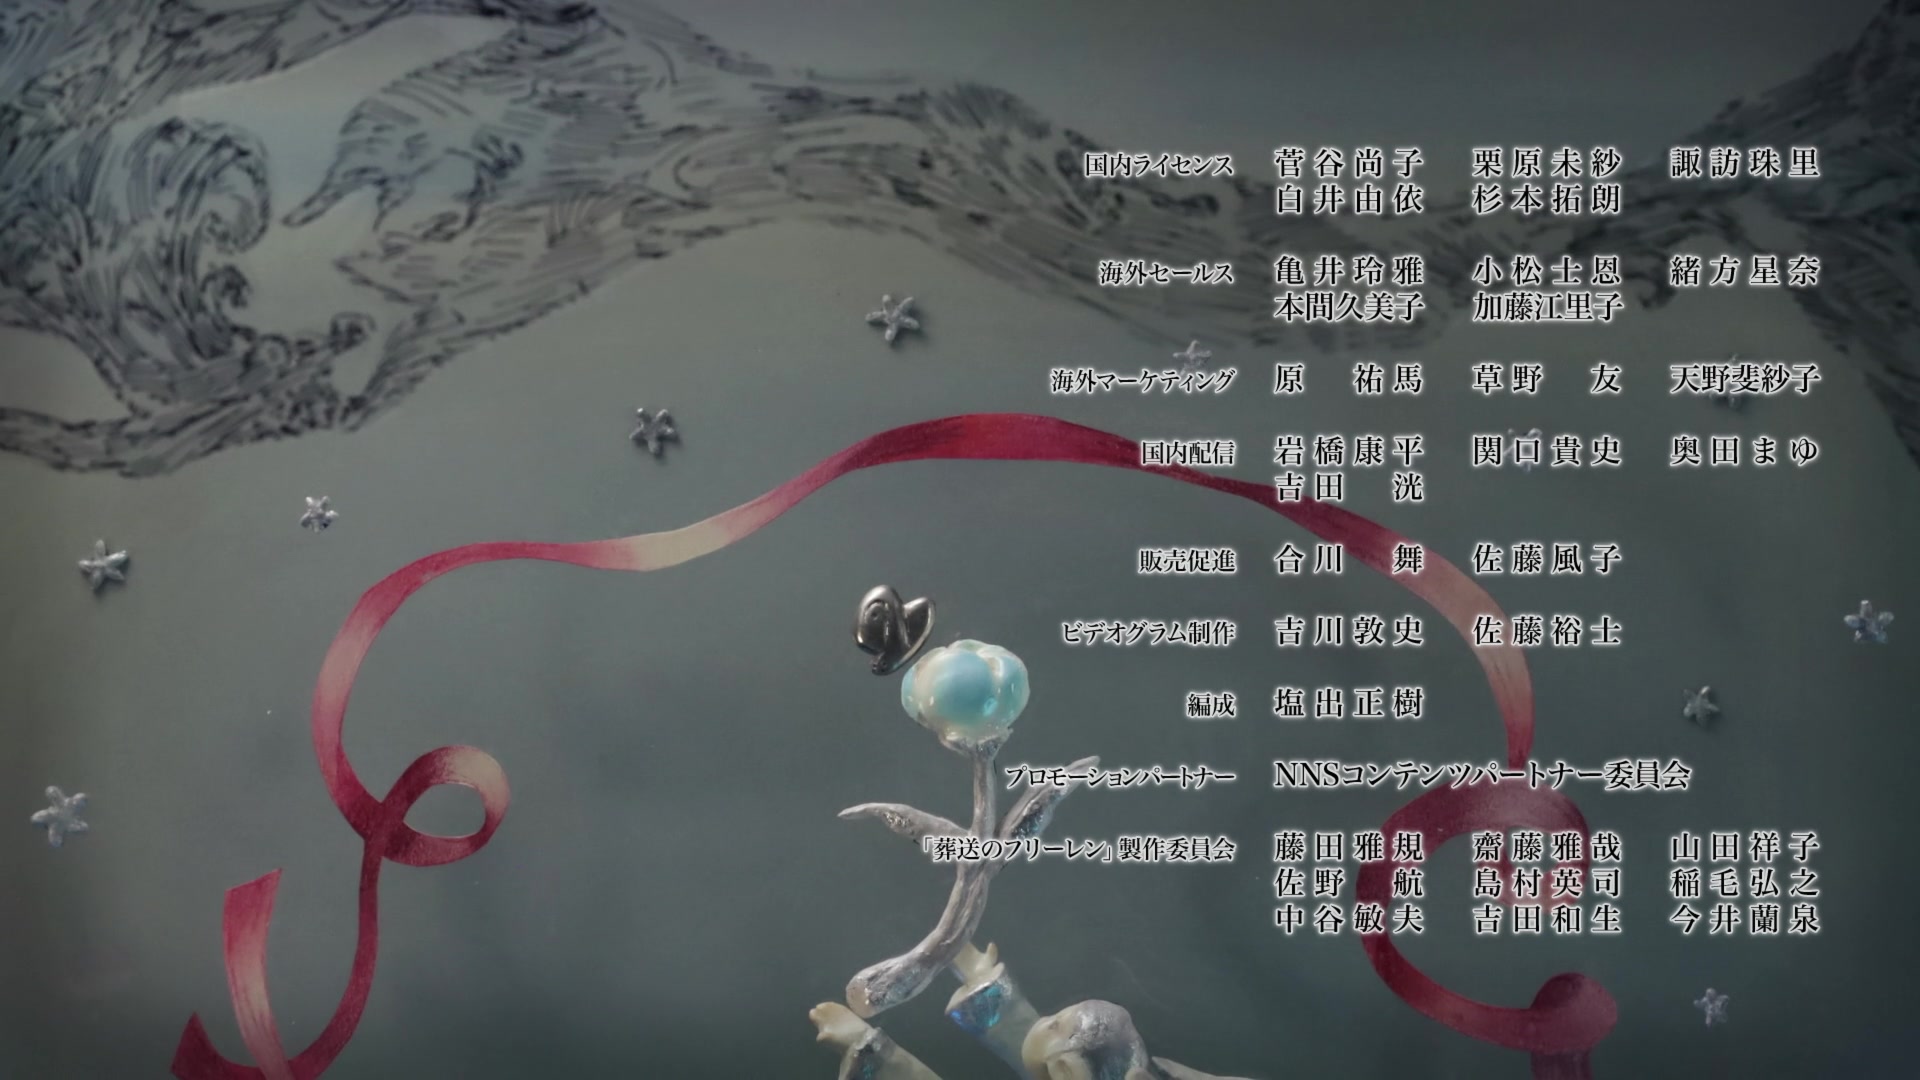 国内ライセンス 菅谷尚子 栗原未紗 諏訪珠里
白井由依 杉本拓朗
海外セールス 亀井玲雅 小松士恩 緒方星奈
本間久美子 加藤江里子
海外マーケティング 原祐馬 草野友 天野斐紗子
国内配信 岩橋康平 関口貴史 奥田まゆ
吉田洸
販売促進 合川舞 佐藤風子
ビデオグラム制作 吉川敦史 佐藤裕士
編成 塩出正樹
プロモーションパートナー NNSコンテンツパートナー委員会
「葬送のフリーレン」製作委員会 藤田雅規 齋藤雅哉 山田祥子
佐野航 島村英司 稲毛弘之
中谷敏夫 吉田和生 今井蘭泉